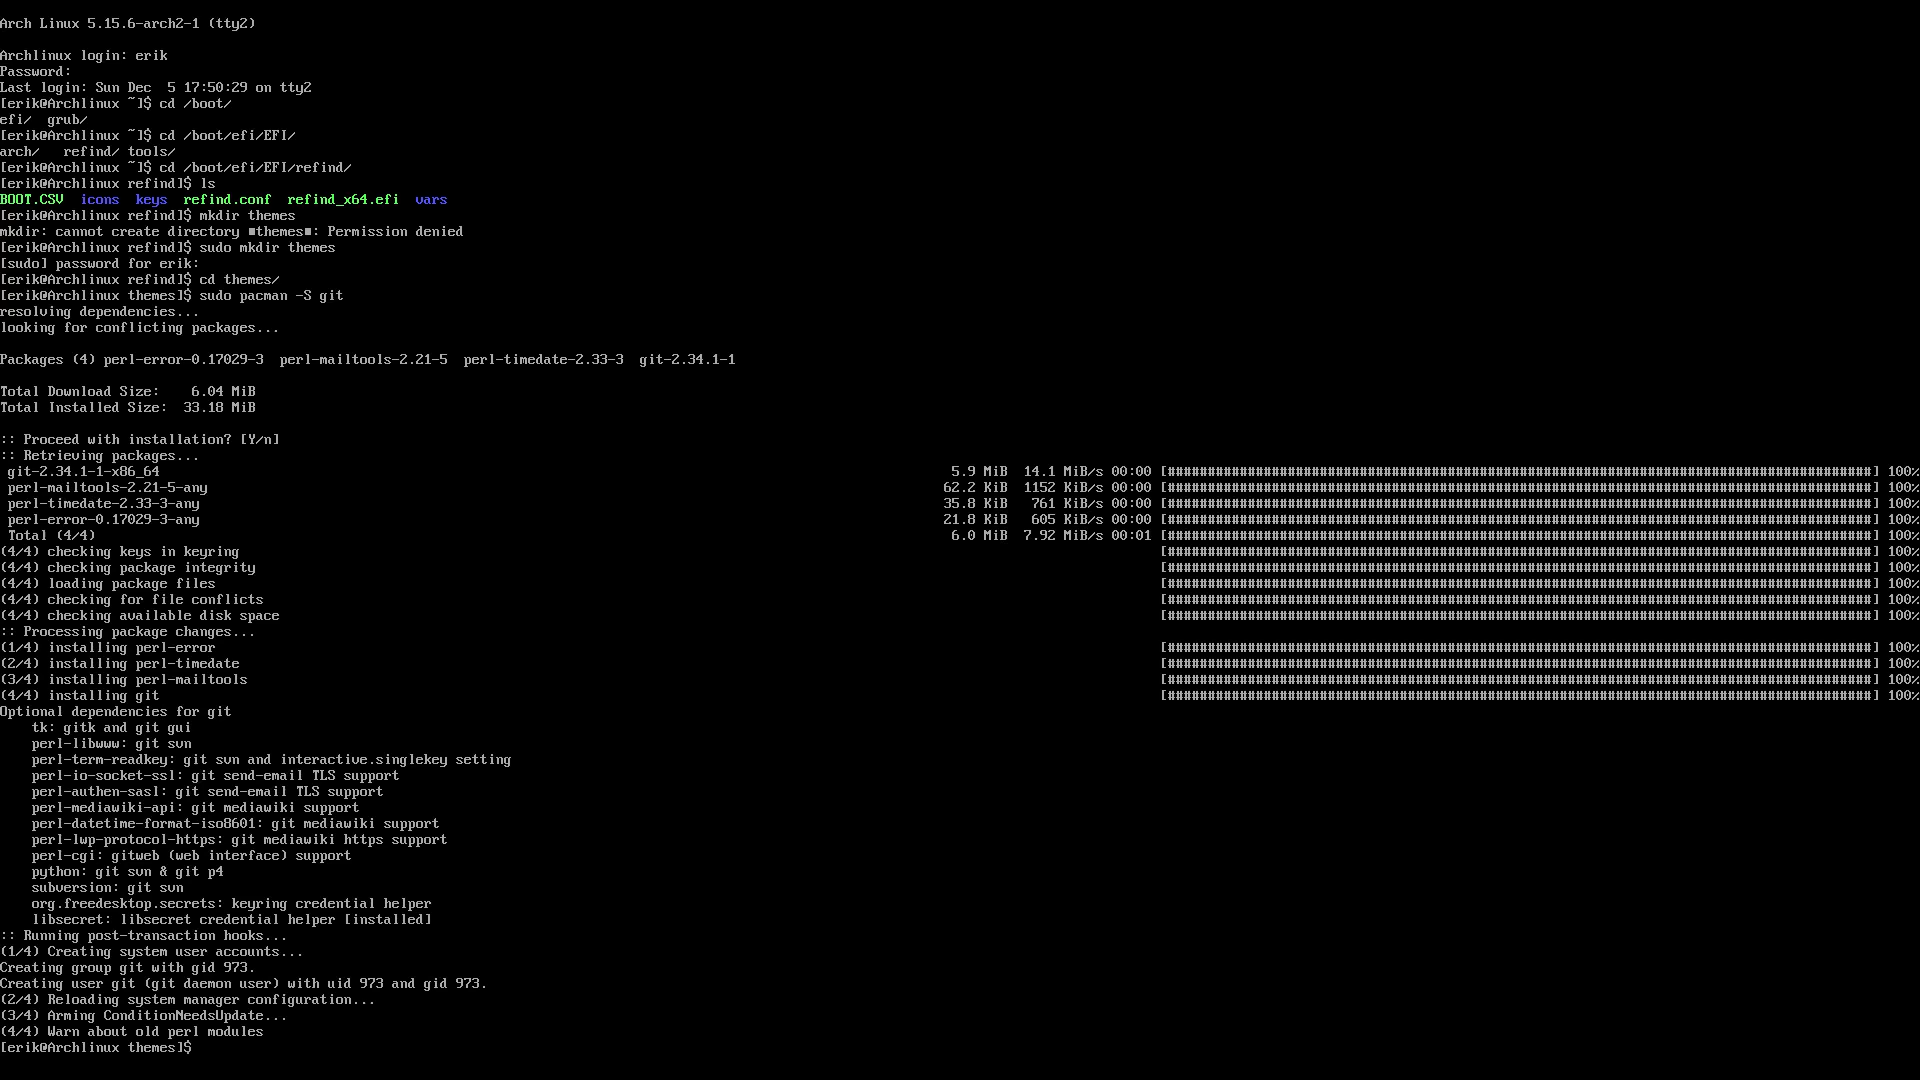 Arch Linux 5.15.6-arch2-1 (tty2)
Archlinux login: erik
Password:
Last login: Sun Dec  5 17:50:29 on tty2
[erik@Archlinux ~]$ cd /boot/
efi/  grub/
[erik@Archlinux ~]$ cd /boot/efi/EFI/
arch/   refind/ tools/
[erik@Archlinux ~]$ cd /boot/efi/EFI/refind/
[erik@Archlinux refind]$ ls
BOOT.CSV  icons  keys  refind.conf  refind_x64.efi  vars
[erik@Archlinux refind]$ mkdir themes
mkdir: cannot create directory ■themes■: Permission denied
[erik@Archlinux refind]$ sudo mkdir themes
[sudo] password for erik:
[erik@Archlinux refind]$ cd themes/
[erik@Archlinux themes]$ sudo pacman -S git
resolving dependencies...
looking for conflicting packages...
Packages (4) perl-error-0.17029-3  perl-mailtools-2.21-5  perl-timedate-2.33-3  git-2.34.1-1
Total Download Size:    6.04 MiB
Total Installed Size:  33.18 MiB
:: Proceed with installation? [Y/n]
:: Retrieving packages...
 git-2.34.1-1-x86_64 5.9 MiB  14.1 MiB/s 00:00 [#########################################################################################] 100%
 perl-mailtools-2.21-5-any 62.2 KiB  1152 KiB/s 00:00 [#########################################################################################] 100%
 perl-timedate-2.33-3-any 35.8 KiB   761 KiB/s 00:00 [#########################################################################################] 100%
 perl-error-0.17029-3-any 21.8 KiB   605 KiB/s 00:00 [#########################################################################################] 100%
 Total (4/4) 6.0 MiB  7.92 MiB/s 00:01 [#########################################################################################] 100%
(4/4) checking keys in keyring [#########################################################################################] 100%
(4/4) checking package integrity [#########################################################################################] 100%
(4/4) loading package files [#########################################################################################] 100%
(4/4) checking for file conflicts [#########################################################################################] 100%
(4/4) checking available disk space [#########################################################################################] 100%
:: Processing package changes...
(1/4) installing perl-error [#########################################################################################] 100%
(2/4) installing perl-timedate [#########################################################################################] 100%
(3/4) installing perl-mailtools [#########################################################################################] 100%
(4/4) installing git [#########################################################################################] 100%
Optional dependencies for git
    tk: gitk and git gui
    perl-libwww: git svn
    perl-term-readkey: git svn and interactive.singlekey setting
    perl-io-socket-ssl: git send-email TLS support
    perl-authen-sasl: git send-email TLS support
    perl-mediawiki-api: git mediawiki support
    perl-datetime-format-iso8601: git mediawiki support
    perl-lwp-protocol-https: git mediawiki https support
    perl-cgi: gitweb (web interface) support
    python: git svn & git p4
    subversion: git svn
    org.freedesktop.secrets: keyring credential helper
    libsecret: libsecret credential helper [installed]
:: Running post-transaction hooks...
(1/4) Creating system user accounts...
Creating group git with gid 973.
Creating user git (git daemon user) with uid 973 and gid 973.
(2/4) Reloading system manager configuration...
(3/4) Arming ConditionNeedsUpdate...
(4/4) Warn about old perl modules
[erik@Archlinux themes]$